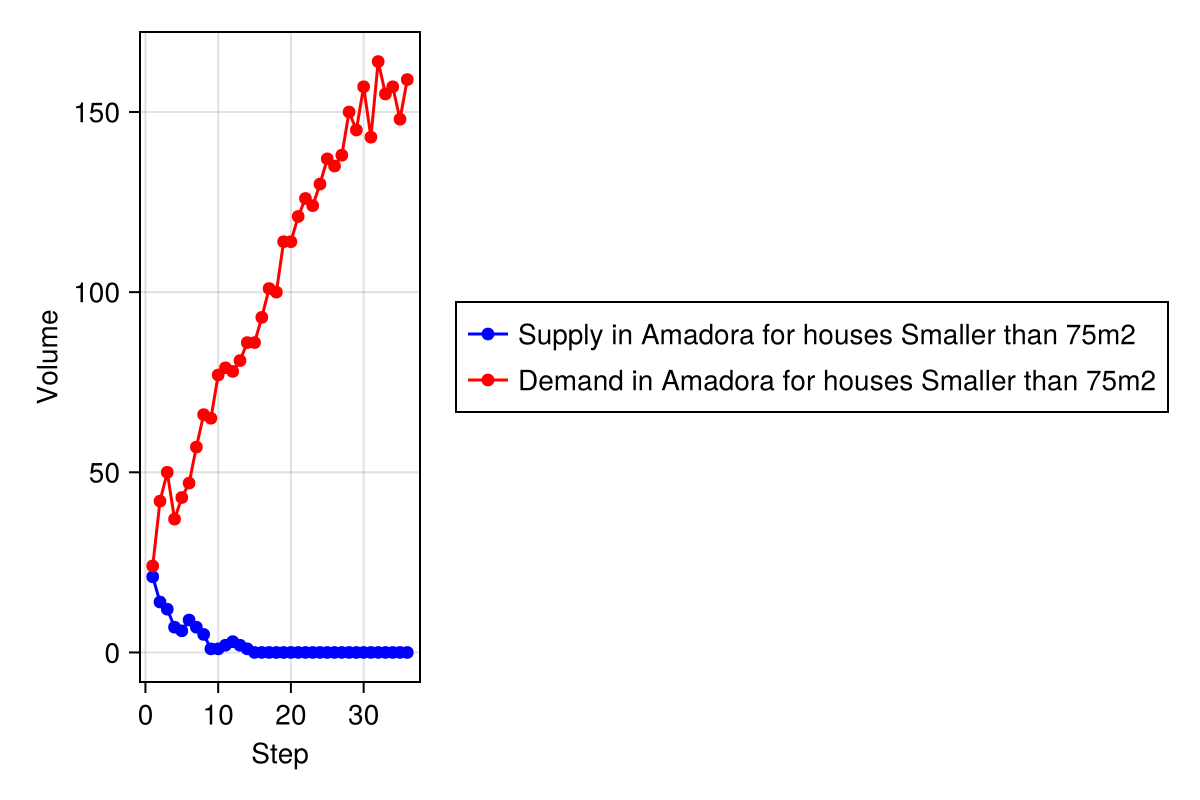 150
100
50
0
Volume
0 10 20 30
Step
Supply in Amadora for houses Smaller than 75m2
Demand in Amadora for houses Smaller than 75m2